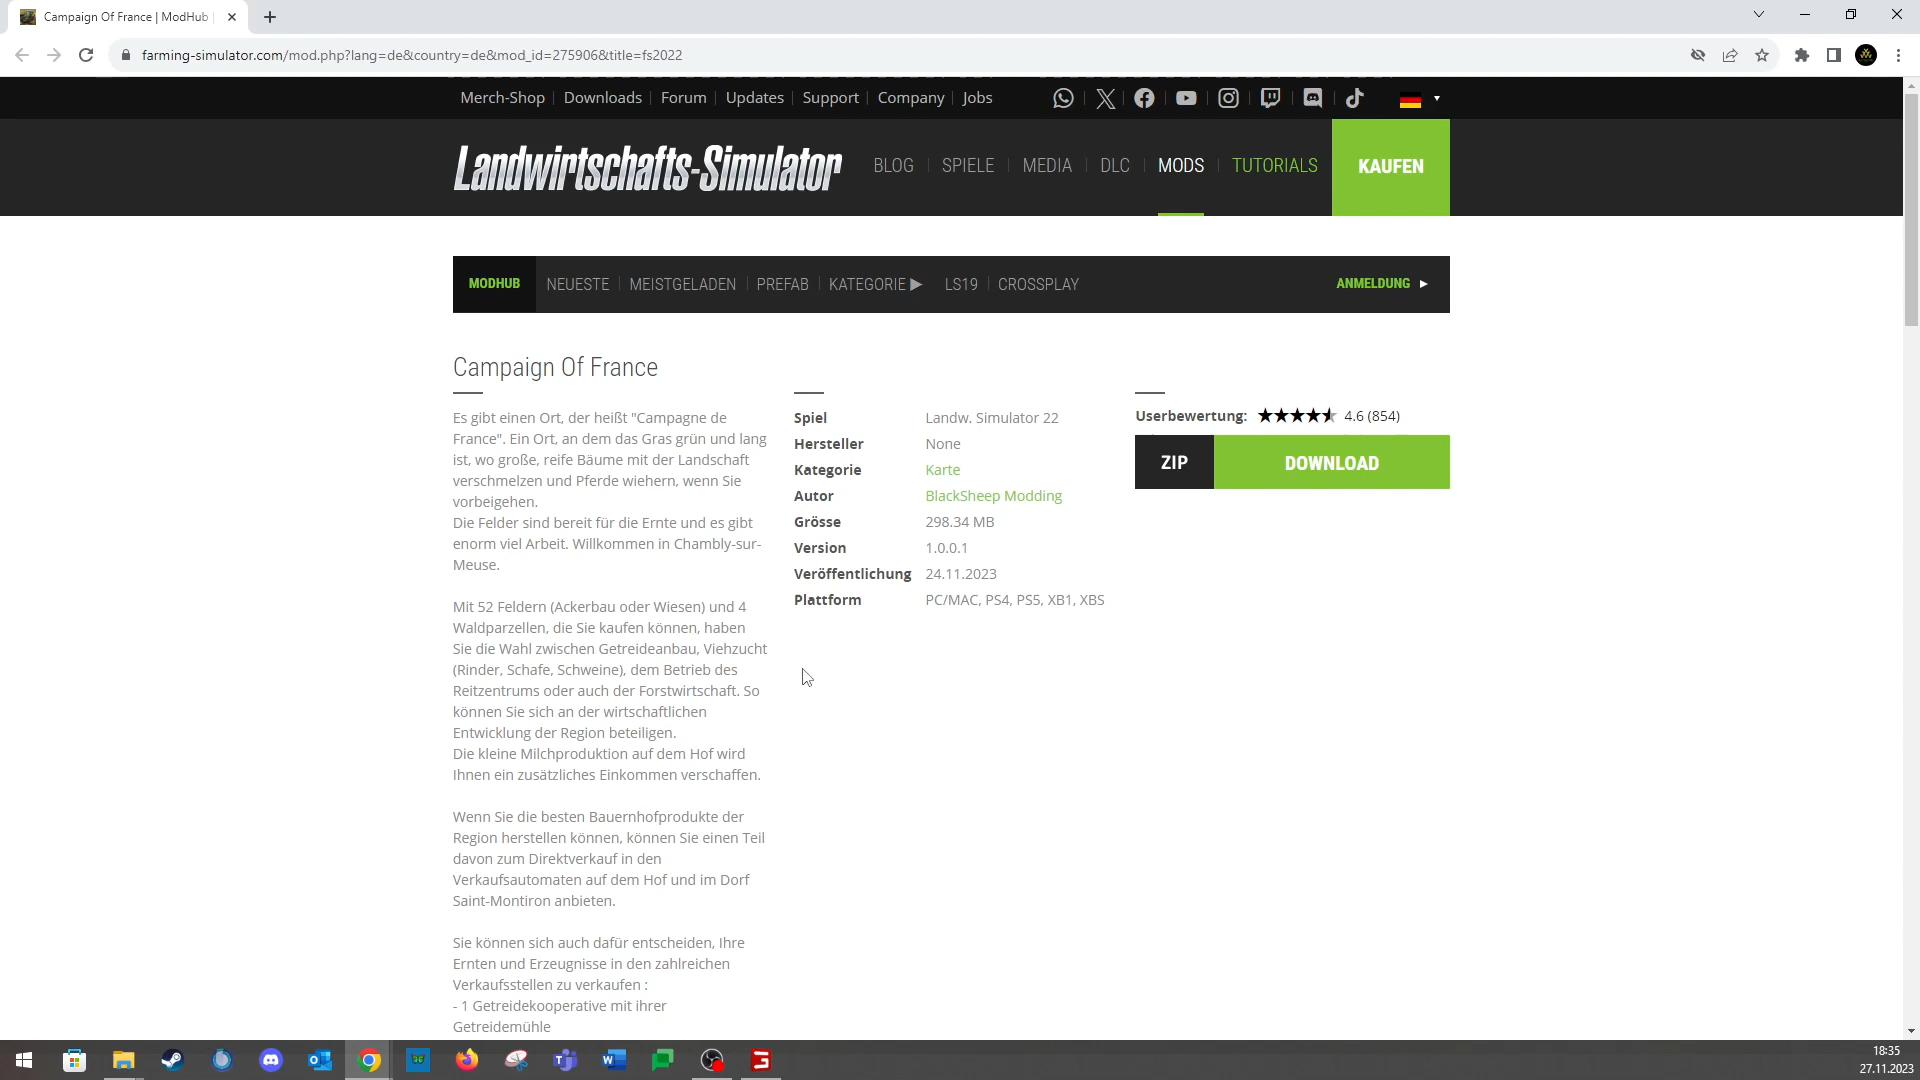 Campaign Of France | ModHub
farming-simulator.com/mod.php?lang=de&country=de&mod_id=275906&title=fs2022
Merch-Shop Downloads Forum Updates Support Company Jobs
Landwirtschafts-Simulator
BLOG SPIELE MEDIA DLC MODS TUTORIALS KAUFEN
MODHUB NEUESTE MEISTGELADEN PREFAB KATEGORIE ▶ LS19 CROSSPLAY ANMELDUNG ►
Campaign Of France
Es gibt einen Ort, der heißt "Campagne de
France". Ein Ort, an dem das Gras grün und lang
ist, wo große, reife Bäume mit der Landschaft
verschmelzen und Pferde wiehern, wenn Sie
vorbeigehen.
Die Felder sind bereit für die Ernte und es gibt
enorm viel Arbeit. Willkommen in Chambly-sur-
Meuse.
Mit 52 Feldern (Ackerbau oder Wiesen) und 4
Waldparzellen, die Sie kaufen können, haben
Sie die Wahl zwischen Getreideanbau, Viehzucht
(Rinder, Schafe, Schweine), dem Betrieb des
Reitzentrums oder auch der Forstwirtschaft. So
können Sie sich an der wirtschaftlichen
Entwicklung der Region beteiligen.
Die kleine Milchproduktion auf dem Hof wird
Ihnen ein zusätzliches Einkommen verschaffen.
Wenn Sie die besten Bauernhofprodukte der
Region herstellen können, können Sie einen Teil
davon zum Direktverkauf in den
Verkaufsautomaten auf dem Hof und im Dorf
Saint-Montiron anbieten.
Sie können sich auch dafür entscheiden, Ihre
Ernten und Erzeugnisse in den zahlreichen
Verkaufsstellen zu verkaufen :
- 1 Getreidekooperative mit ihrer
Getreidemühle
Spiel Landw. Simulator 22
Hersteller None
Kategorie Karte
Autor BlackSheep Modding
Grösse 298.34 MB
Version 1.0.0.1
Veröffentlichung 24.11.2023
Plattform PC/MAC, PS4, PS5, XB1, XBS
Userbewertung: 4.6 (854)
ZIP DOWNLOAD
18:35
27.11.2023